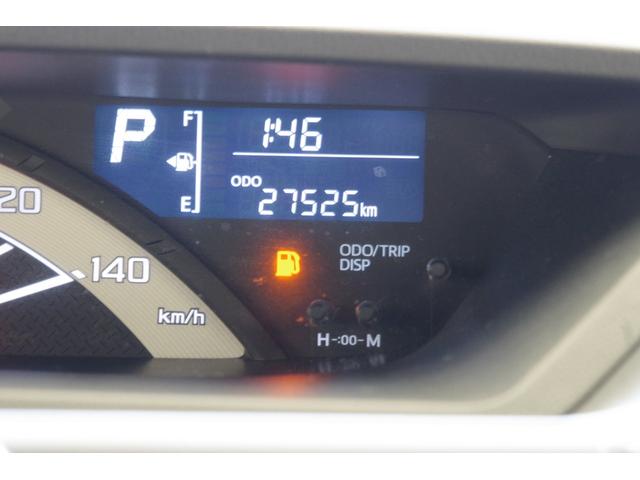 P
F
1:46
E
ODO
27525km
20
140
km/h
ODO/TRIP
DISP
H-:00-M